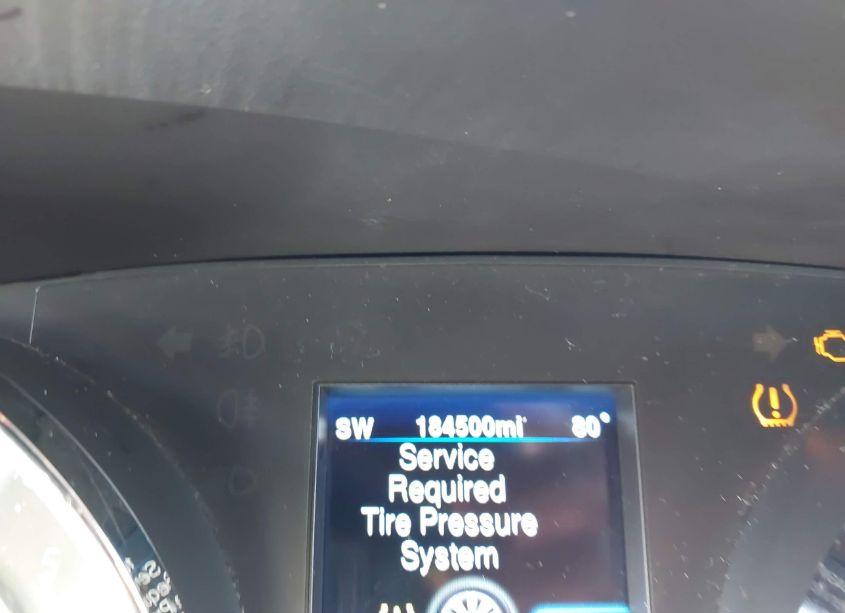 SW 184500mi 80°
Service
Required
Tire Pressure
System